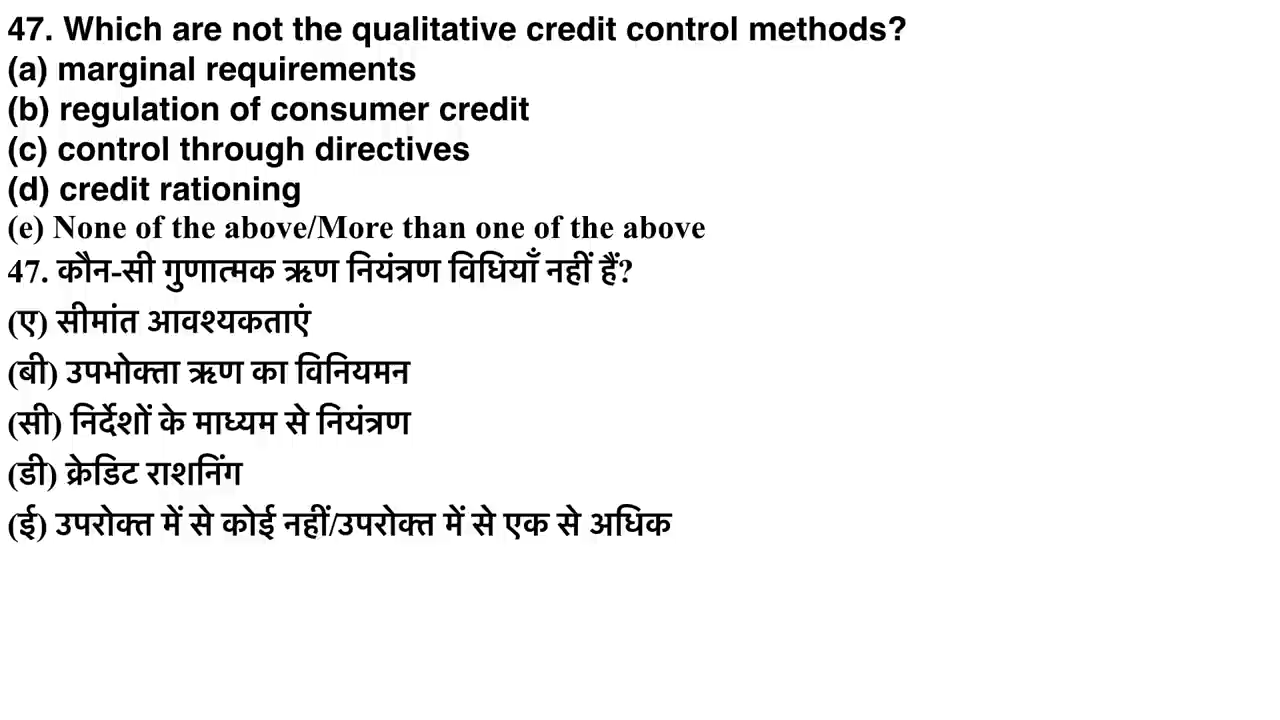 47. Which are not the qualitative credit control methods?
(a) marginal requirements
(b) regulation of consumer credit
(c) control through directives
(d) credit rationing
(e) None of the above/More than one of the above
47. कौन-सी गुणात्मक ऋण नियंत्रण विधियाँ नहीं हैं?
(ए) सीमांत आवश्यकताएं
(बी) उपभोक्ता ऋण का विनियमन
(सी) निर्देशों के माध्यम से नियंत्रण
(डी) क्रेडिट राशनिंग
(ई) उपरोक्त में से कोई नहीं/उपरोक्त में से एक से अधिक